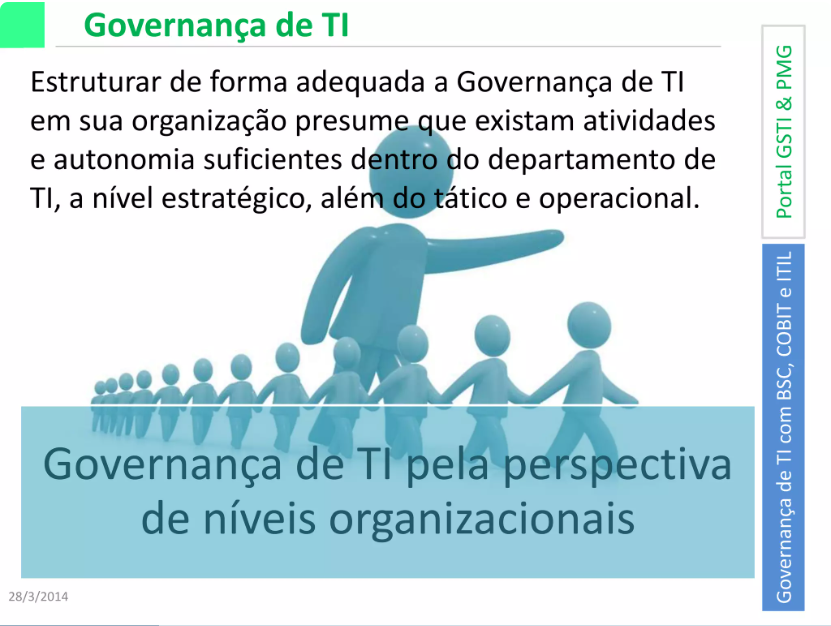 Governança de TI
Estruturar de forma adequada a Governança de TI
em sua organização presume que existam atividades
e autonomia suficientes dentro do departamento de
TI, a nível estratégico, além do tático e operacional.
Governança de TI pela perspectiva
de níveis organizacionais
28/3/2014
Portal GSTI & PMG
Governança de TI com BSC, COBIT e ITIL